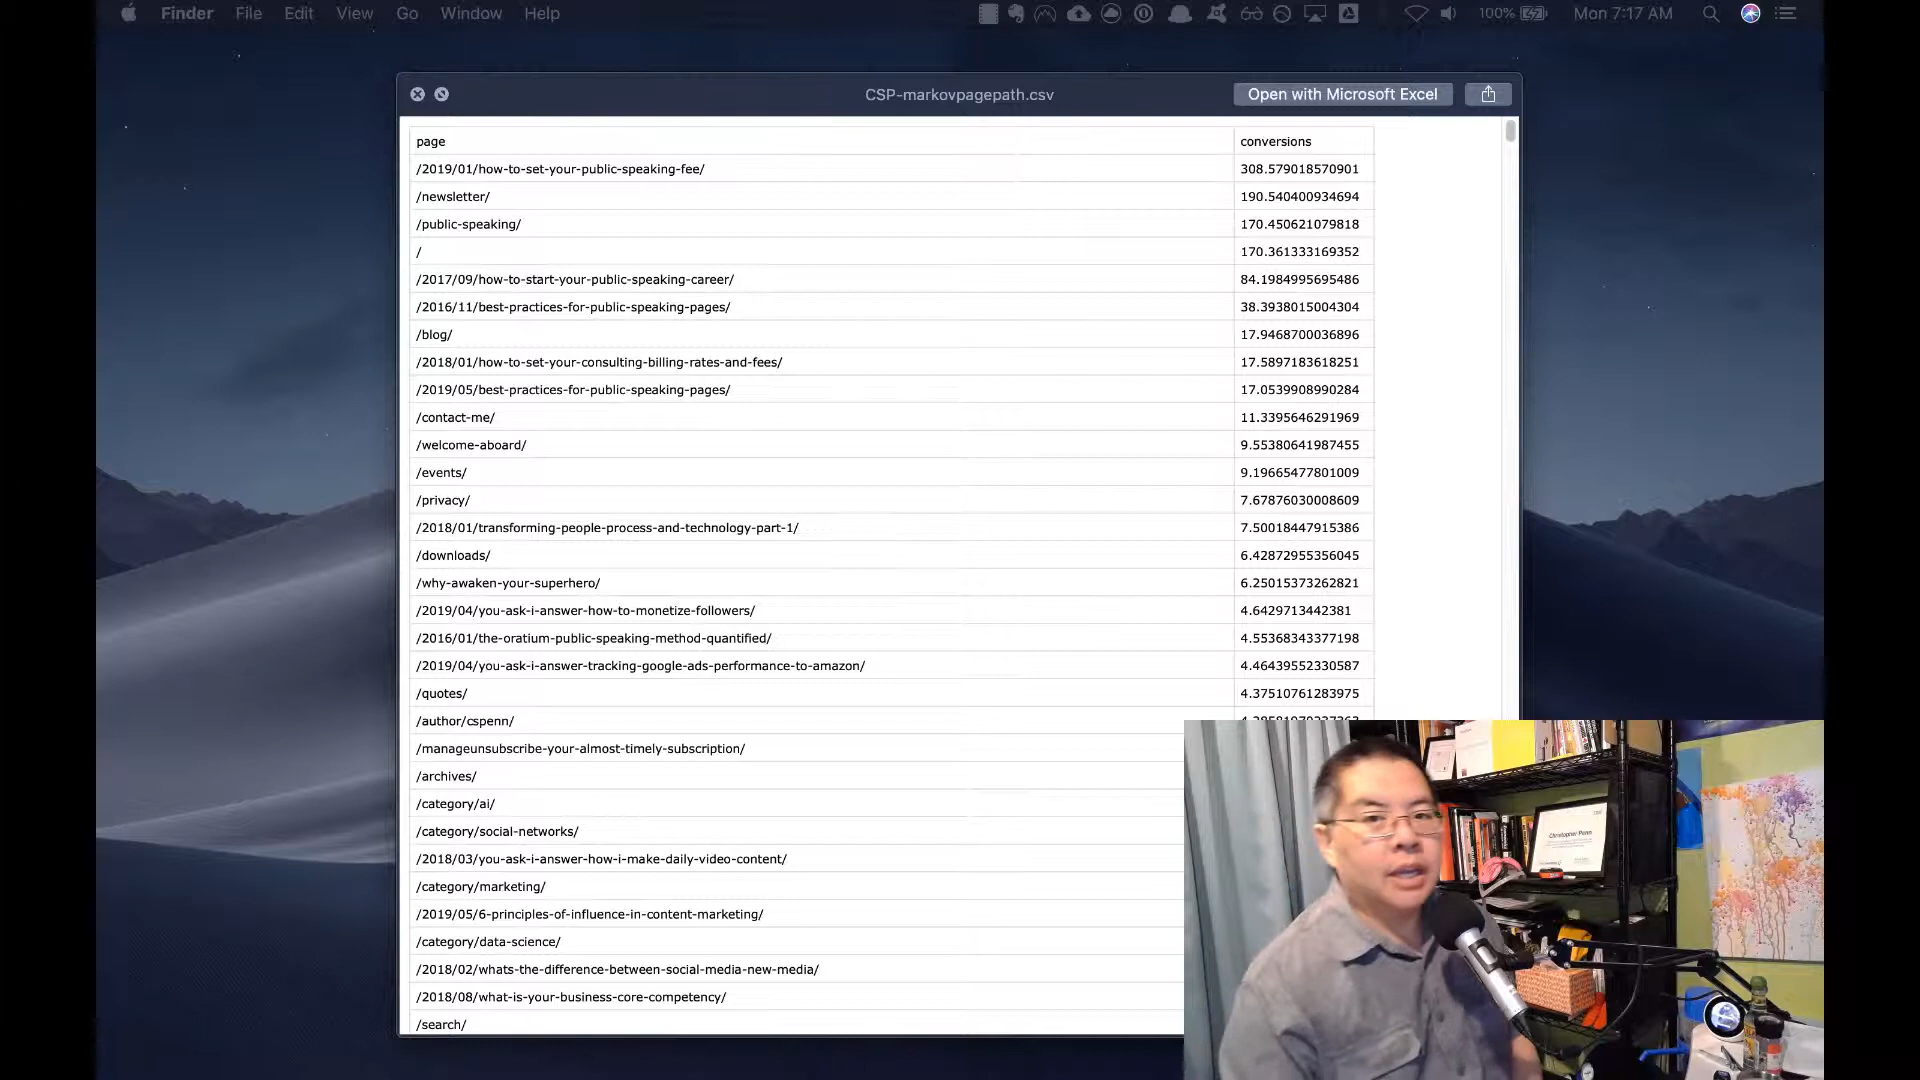 Finder File Edit View Go Window Help 100% Mon 7:17 AM
CSP-markovpagepath.csv Open with Microsoft Excel
page conversions
/2019/01/how-to-set-your-public-speaking-fee/ 308.579018570901
/newsletter/ 190.540400934694
/public-speaking/ 170.450621079818
/ 170.361333169352
/2017/09/how-to-start-your-public-speaking-career/ 84.1984995695486
/2016/11/best-practices-for-public-speaking-pages/ 38.3938015004304
/blog/ 17.9468700036896
/2018/01/how-to-set-your-consulting-billing-rates-and-fees/ 17.5897183618251
/2019/05/best-practices-for-public-speaking-pages/ 17.0539908990284
/contact-me/ 11.3395646291969
/welcome-aboard/ 9.55380641987455
/events/ 9.19665477801009
/privacy/ 7.67876030008609
/2018/01/transforming-people-process-and-technology-part-1/ 7.50018447915386
/downloads/ 6.42872955356045
/why-awaken-your-superhero/ 6.25015373262821
/2019/04/you-ask-i-answer-how-to-monetize-followers/ 4.6429713442381
/2016/01/the-oratium-public-speaking-method-quantified/ 4.55368343377198
/2019/04/you-ask-i-answer-tracking-google-ads-performance-to-amazon/ 4.46439552330587
/quotes/ 4.37510761283975
/author/cspenn/
/manageunsubscribe-your-almost-timely-subscription/
/archives/
/category/ai/
/category/social-networks/
/2018/03/you-ask-i-answer-how-i-make-daily-video-content/
/category/marketing/
/2019/05/6-principles-of-influence-in-content-marketing/
/category/data-science/
/2018/02/whats-the-difference-between-social-media-new-media/
/2018/08/what-is-your-business-core-competency/
/search/
Christopher Penn